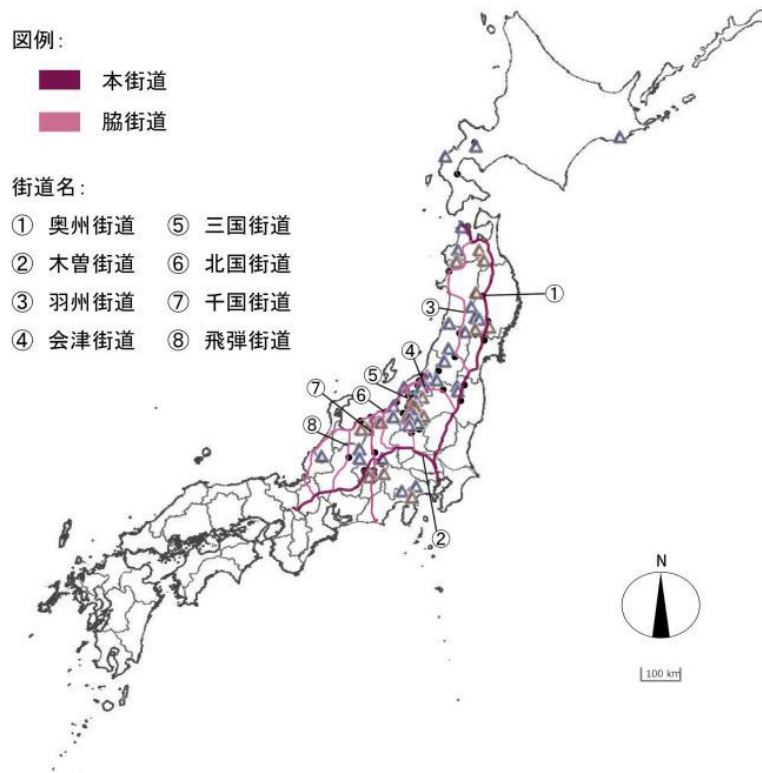 図例:
本街道
脇街道
街道名:
① 奥州街道 ⑤ 三国街道
② 木曽街道 ⑥ 北国街道
③ 羽州街道 ⑦ 千国街道
④ 会津街道 ⑧ 飛弾街道
①
③
④
⑤
⑦
⑥
⑧
②
N
100 km